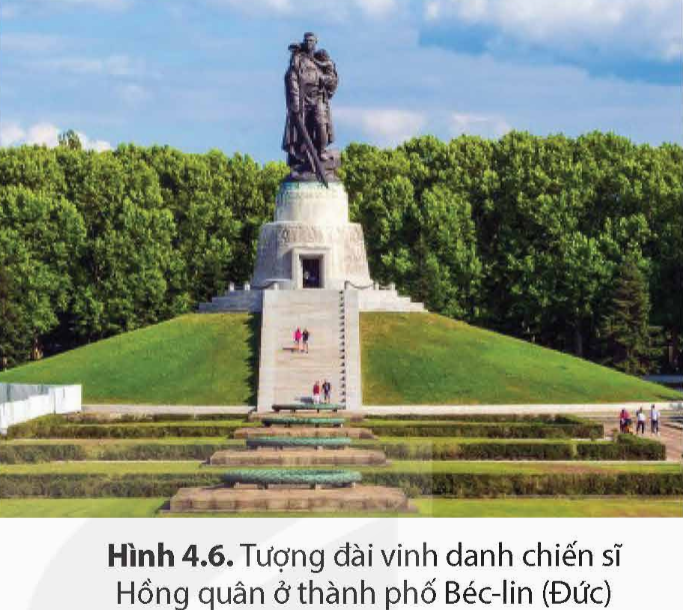 Hình 4.6. Tượng đài vinh danh chiến sĩ
Hồng quân ở thành phố Béc-lin (Đức)